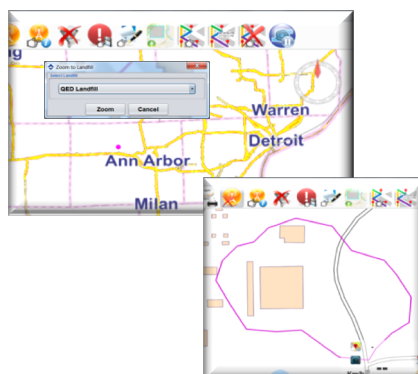 Zoom to Landfill
Select Landfill
QED Landfill
Zoom Cancel
Warren
Detroit
Ann Arbor
Milan